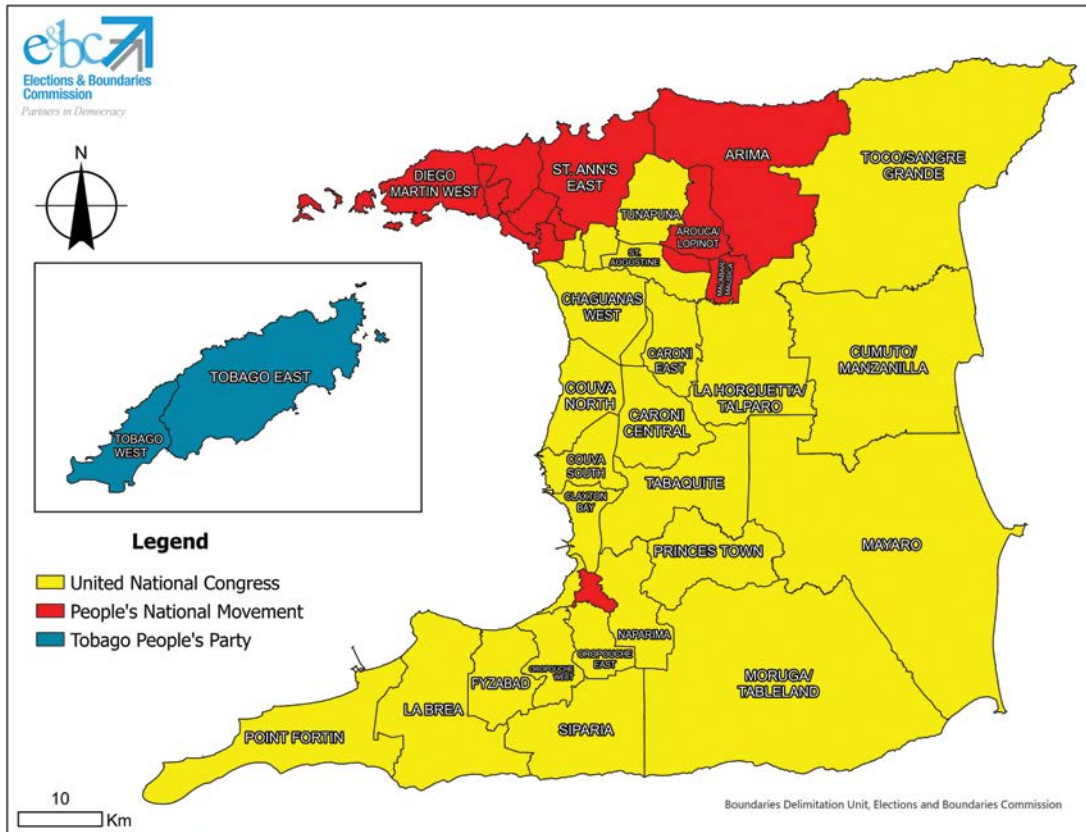 e&bc
Elections & Boundaries
Commission
Partners in Democracy
N
TOCO/SANGRE
GRANDE
ARIMA
ST. ANN'S
EAST
DIEGO
MARTIN WEST
TUNAPUNA
AROUCA/
LOPINOT
ST.
AUGUSTINE
MALABAR/
MAUSICA
CHAGUANAS
WEST
CARONI
EAST
CUMUTO/
MANZANILLA
COUVA
NORTH
LA HORQUETTA/
TALPARO
CARONI
CENTRAL
COUVA
SOUTH
CLAXTON
BAY
TABAQUITE
TOBAGO EAST
TOBAGO
WEST
PRINCES TOWN
MAYARO
Legend
United National Congress
People's National Movement
Tobago People's Party
NAPARIMA
OROPOUCHE
EAST
OROPOUCHE
WEST
FYZABAD
MORUGA/
TABLELAND
LA BREA
SIPARIA
POINT FORTIN
10
Km
Boundaries Delimitation Unit, Elections and Boundaries Commission